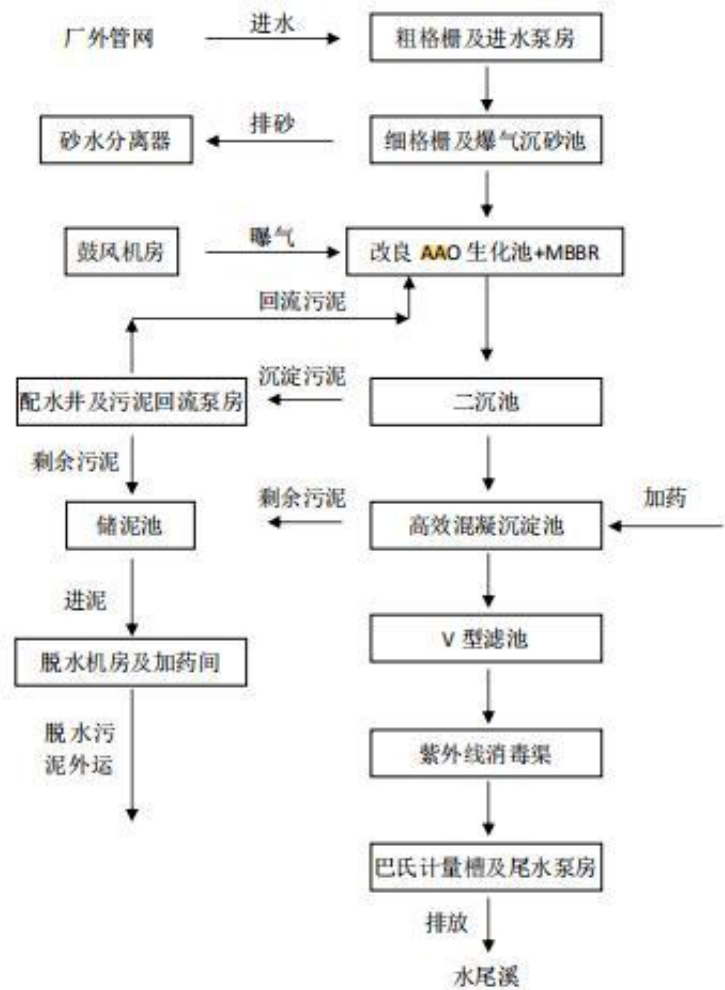 厂外管网
进水
粗格栅及进水泵房
砂水分离器
排砂
细格栅及爆气沉砂池
鼓风机房
曝气
改良 AAO 生化池+MBBR
回流污泥
配水井及污泥回流泵房
沉淀污泥
二沉池
剩余污泥
储泥池
剩余污泥
高效混凝沉淀池
加药
进泥
V 型滤池
脱水机房及加药间
脱水污
泥外运
紫外线消毒渠
巴氏计量槽及尾水泵房
排放
水尾溪